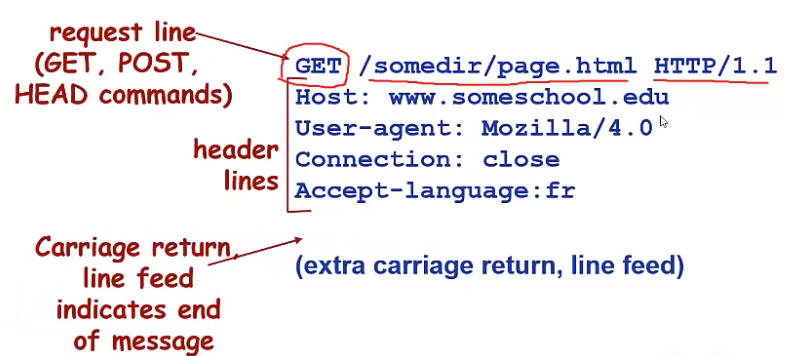 request line
(GET, POST,
HEAD commands)
GET /somedir/page.html HTTP/1.1
Host: www.someschool.edu
User-agent: Mozilla/4.0
Connection: close
Accept-language:fr
header
lines
Carriage return,
line feed
indicates end
of message
(extra carriage return, line feed)